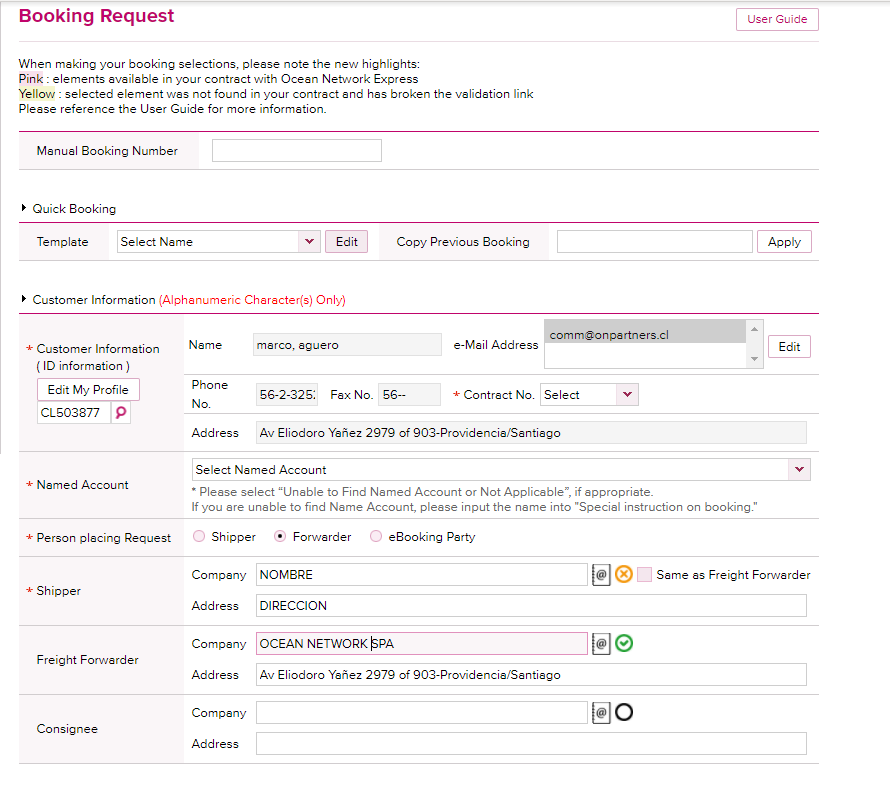 Booking Request
User Guide
When making your booking selections, please note the new highlights:
Pink : elements available in your contract with Ocean Network Express
Yellow : selected element was not found in your contract and has broken the validation link
Please reference the User Guide for more information.
Manual Booking Number
Quick Booking
Template Select Name Edit Copy Previous Booking Apply
Customer Information (Alphanumeric Character(s) Only)
* Customer Information
( ID information )
Edit My Profile
CL503877
Name marco, aguero e-Mail Address comm@onpartners.cl Edit
Phone No. 56-2-325 Fax No. 56-- * Contract No. Select
Address Av Eliodoro Yañez 2979 of 903-Providencia/Santiago
* Named Account
Select Named Account
* Please select “Unable to Find Named Account or Not Applicable”, if appropriate.
If you are unable to find Name Account, please input the name into "Special instruction on booking."
* Person placing Request Shipper Forwarder eBooking Party
* Shipper
Company NOMBRE @ Same as Freight Forwarder
Address DIRECCION
Freight Forwarder
Company OCEAN NETWORK SPA @
Address Av Eliodoro Yañez 2979 of 903-Providencia/Santiago
Consignee
Company @
Address